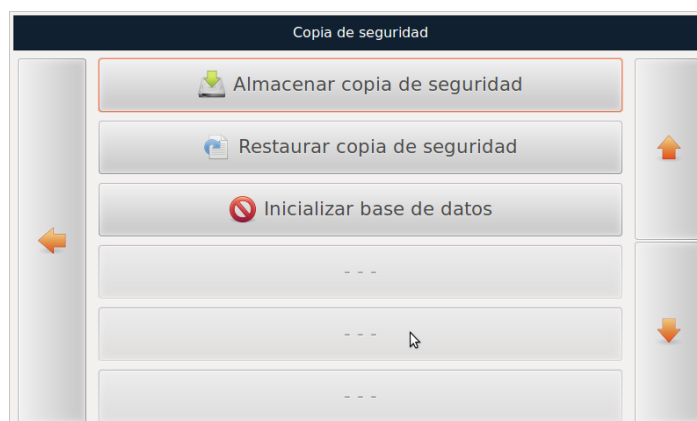 Copia de seguridad
Almacenar copia de seguridad
Restaurar copia de seguridad
Inicializar base de datos
- - -
- - -
- - -